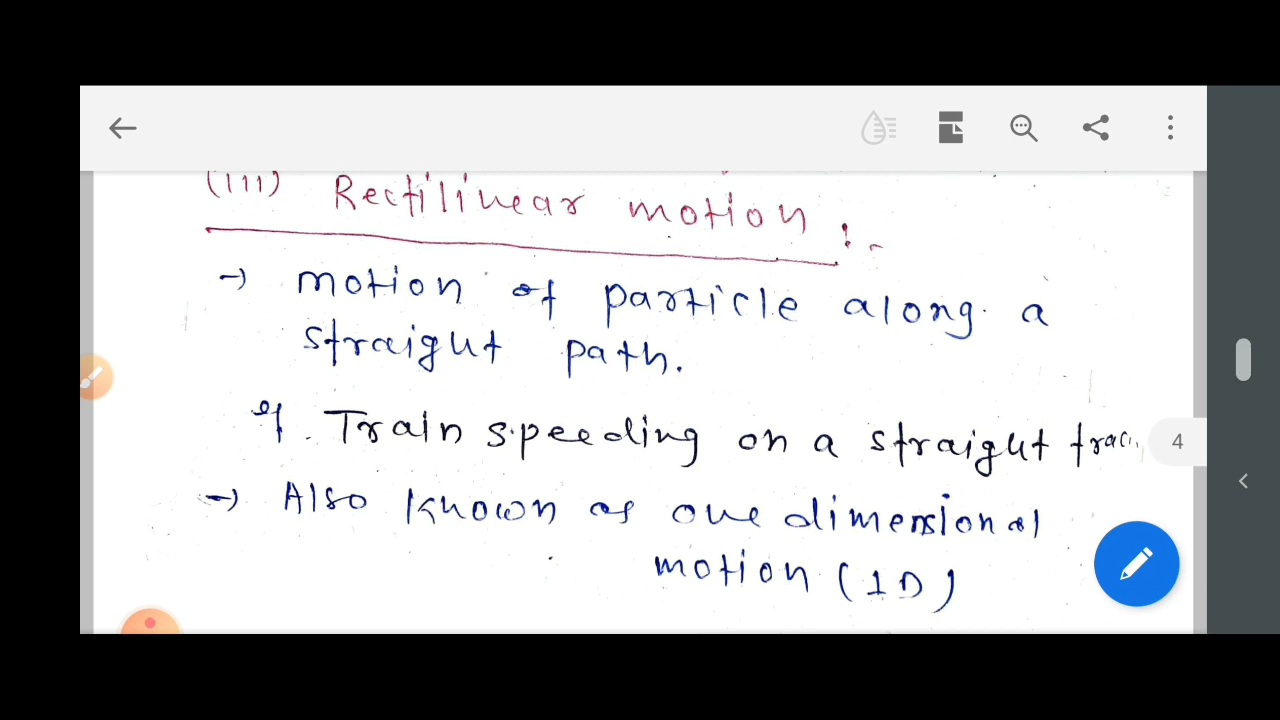 (iii) Rectilinear motion :-
→ motion of particle along a
straight path.
eg. Train speeding on a straight
4
→ Also known as one dimensional
motion (1D)